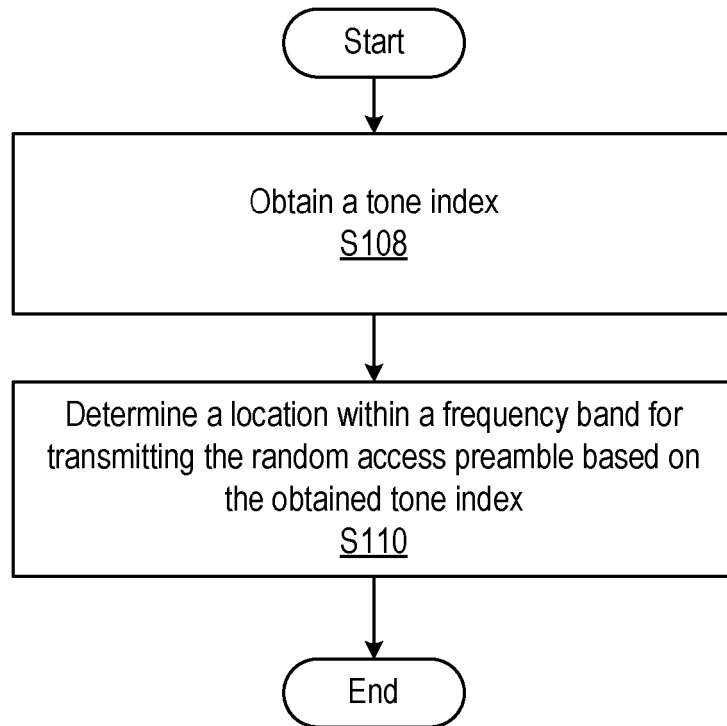 Start
Obtain a tone index
S108
Determine a location within a frequency band for
transmitting the random access preamble based on
the obtained tone index
S110
End